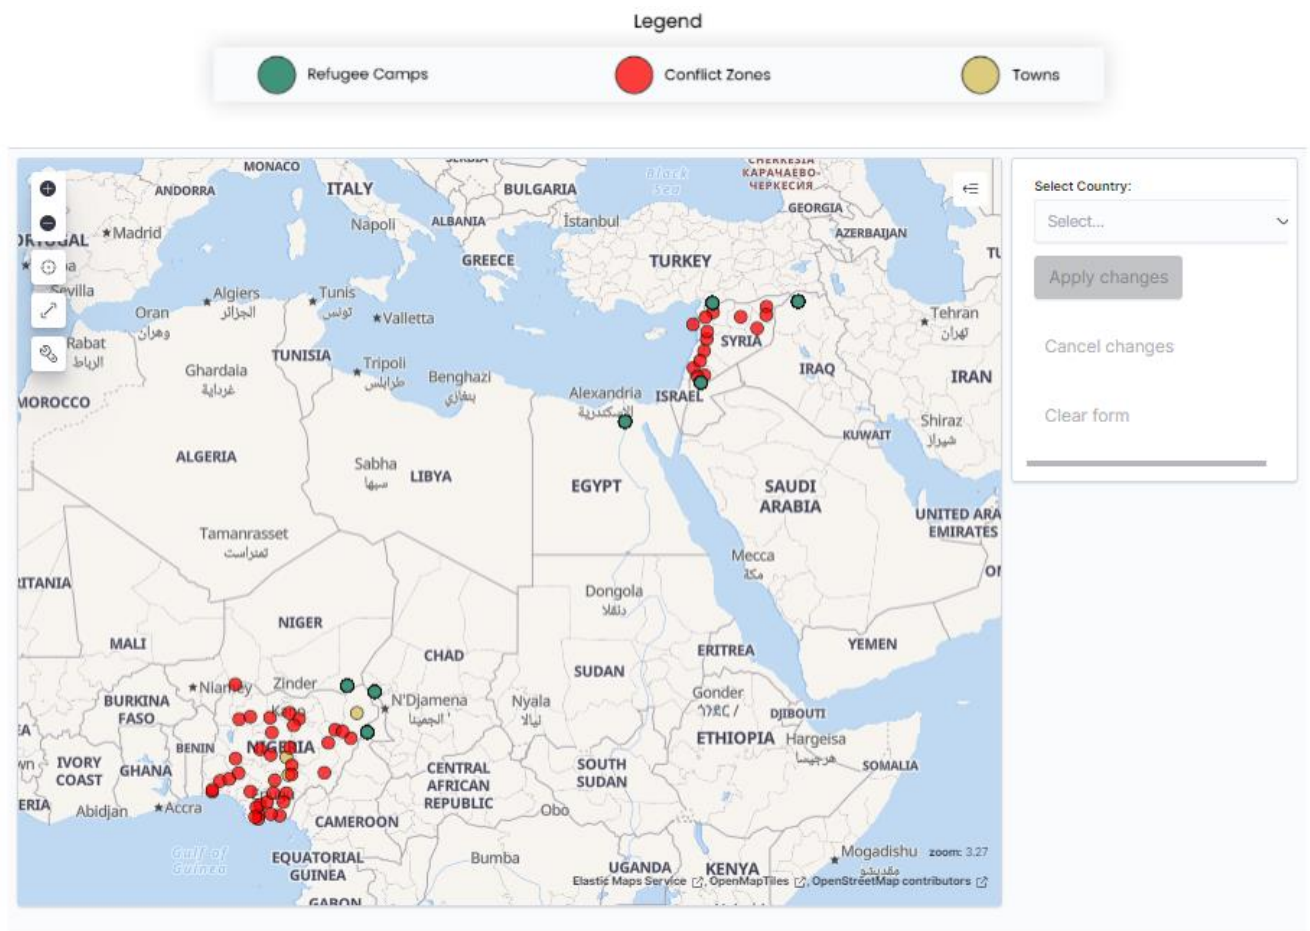 Legend
Refugee Camps
Conflict Zones
Towns
MONACO
ANDORRA
ITALY
BULGARIA
Black
Sea
КАРАЧАЕВО-
ЧЕРКЕСИЯ
GEORGIA
Napoli
ALBANIA
İstanbul
AZERBAIJAN
Madrid
GREECE
TURKEY
Sevilla
Algiers
الجزائر
Tunis
تونس
Valletta
Oran
وهران
Tehran
تهران
Rabat
الرباط
TUNISIA
SYRIA
Ghardaia
غرداية
Tripoli
طرابلس
Benghazi
بنغازي
IRAQ
IRAN
MOROCCO
Alexandria
الإسكندرية
ISRAEL
Shiraz
شیراز
KUWAIT
ALGERIA
Sabha
سبها
LIBYA
EGYPT
SAUDI
ARABIA
UNITED ARA
EMIRATES
Tamanrasset
تمنراست
Mecca
مكة
ITANIA
Dongola
دنقلا
NIGER
MALI
CHAD
ERITREA
YEMEN
SUDAN
Niamey
Zinder
N'Djamena
انجمينا
Nyala
نيالا
Gonder
DJIBOUTI
BURKINA
FASO
BENIN
NIGERIA
ETHIOPIA
Hargeisa
هرجيسا
IVORY
COAST
GHANA
SOUTH
SUDAN
SOMALIA
CENTRAL
AFRICAN
REPUBLIC
ERIA
Abidjan
Accra
Obo
CAMEROON
Gulf of
Guinea
EQUATORIAL
GUINEA
Bumba
UGANDA
KENYA
Mogadishu
مقديشو
zoom: 3.27
Elastic Maps Service , OpenMapTiles , OpenStreetMap contributors
GABON
Select Country:
Select...
Apply changes
Cancel changes
Clear form